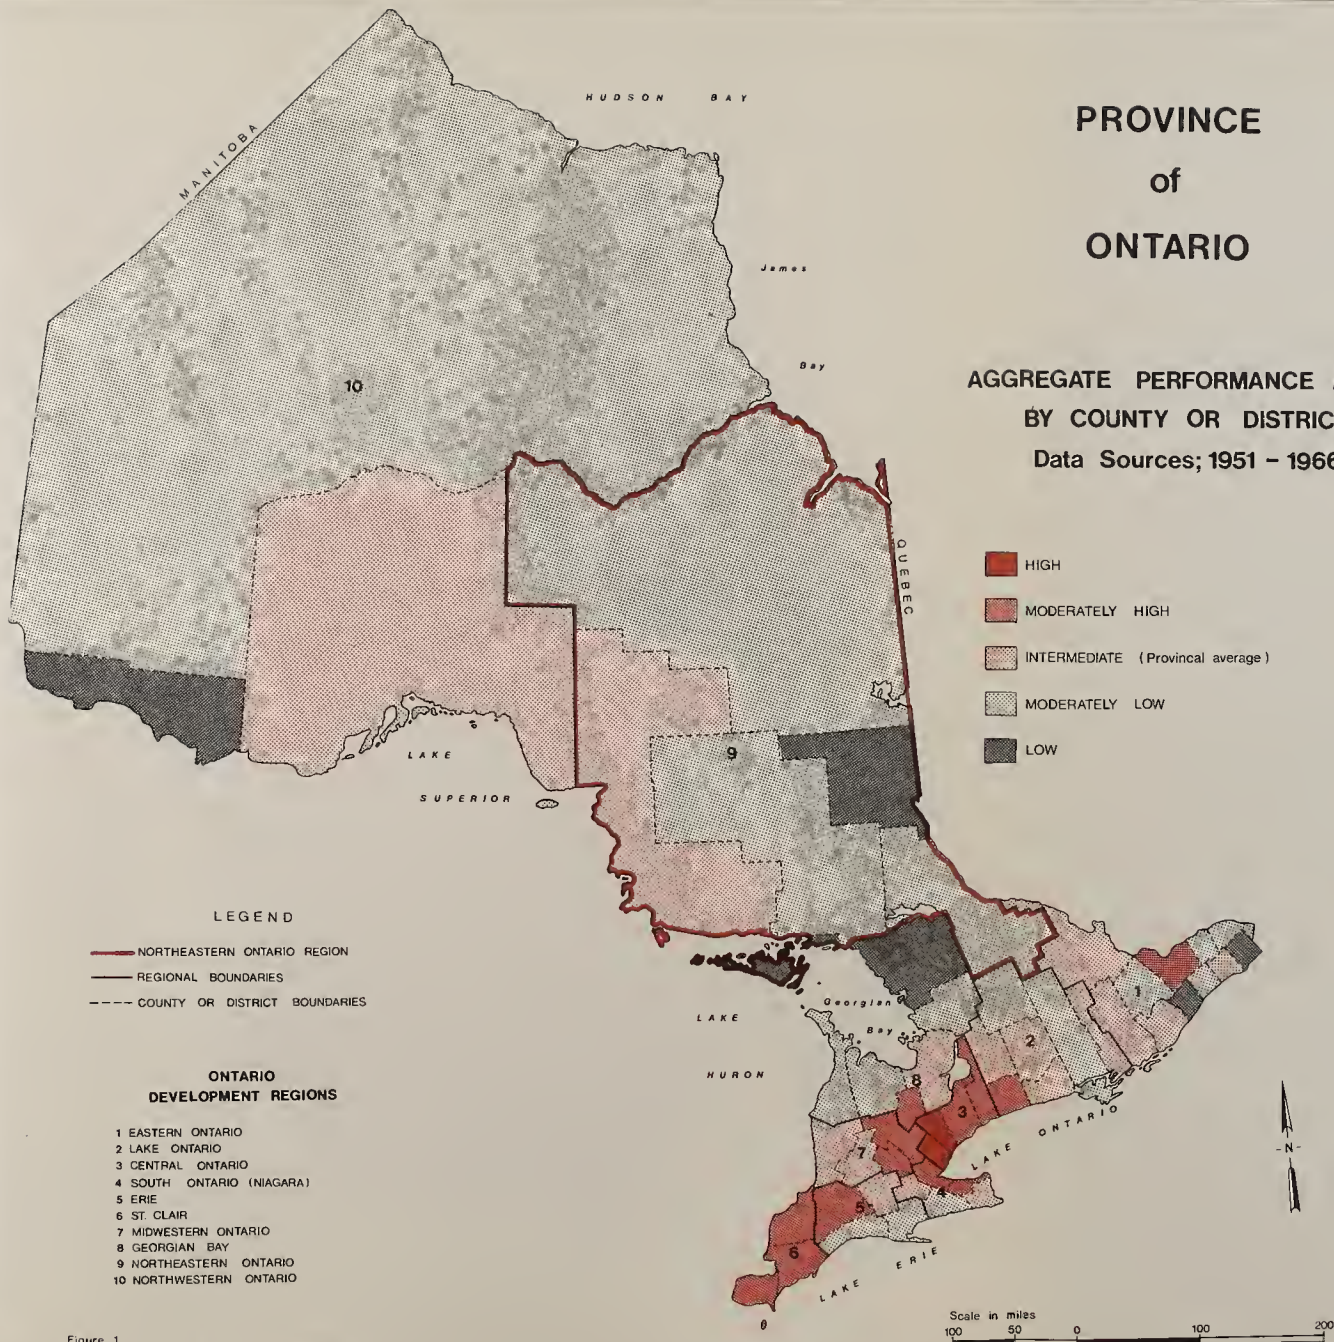 PROVINCE
of
ONTARIO
AGGREGATE PERFORMANCE
BY COUNTY OR DISTRIC
Data Sources; 1951 - 1966
HUDSON BAY
MANITOBA
James
Bay
10
QUEBEC
HIGH
MODERATELY HIGH
INTERMEDIATE (Provincal average)
MODERATELY LOW
LOW
9
LAKE
SUPERIOR
LEGEND
NORTHEASTERN ONTARIO REGION
REGIONAL BOUNDARIES
COUNTY OR DISTRICT BOUNDARIES
1
Georgian
Bay
LAKE
HURON
2
8
3
7
LAKE ONTARIO
4
5
6
LAKE ERIE
-N-
ONTARIO
DEVELOPMENT REGIONS
1 EASTERN ONTARIO
2 LAKE ONTARIO
3 CENTRAL ONTARIO
4 SOUTH ONTARIO (NIAGARA)
5 ERIE
6 ST. CLAIR
7 MIDWESTERN ONTARIO
8 GEORGIAN BAY
9 NORTHEASTERN ONTARIO
10 NORTHWESTERN ONTARIO
Scale in miles
100 50 0 100 200
Figure 1